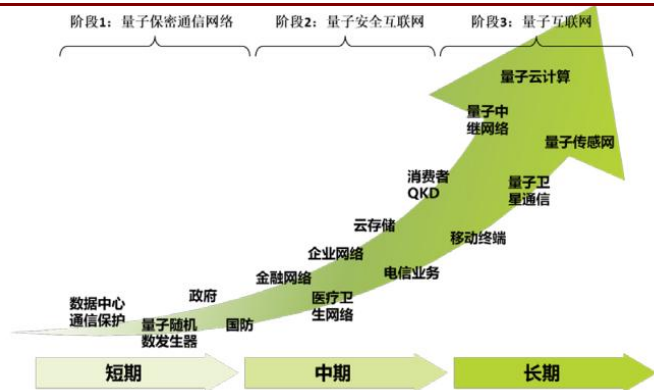 阶段1：量子保密通信网络
阶段2：量子安全互联网
阶段3：量子互联网
量子云计算
量子中
继网络
量子传感网
消费者
QKD
量子卫
星通信
云存储
移动终端
企业网络
电信业务
金融网络
医疗卫
生网络
政府
数据中心
通信保护
量子随机
数发生器
国防
短期
中期
长期